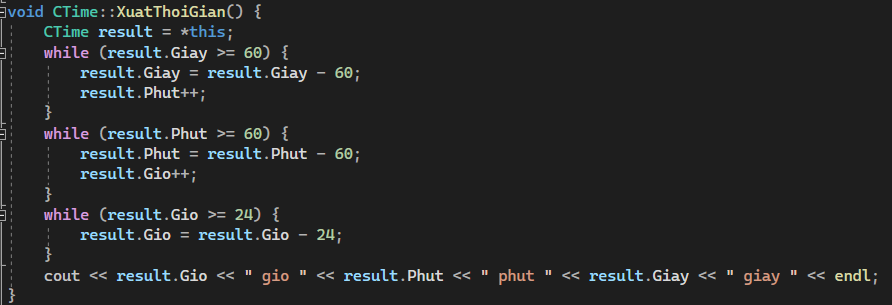 void CTime::XuatThoiGian() {
    CTime result = *this;
    while (result.Giay >= 60) {
        result.Giay = result.Giay - 60;
        result.Phut++;
    }
    while (result.Phut >= 60) {
        result.Phut = result.Phut - 60;
        result.Gio++;
    }
    while (result.Gio >= 24) {
        result.Gio = result.Gio - 24;
    }
    cout << result.Gio << " gio " << result.Phut << " phut " << result.Giay << " giay " << endl;
}